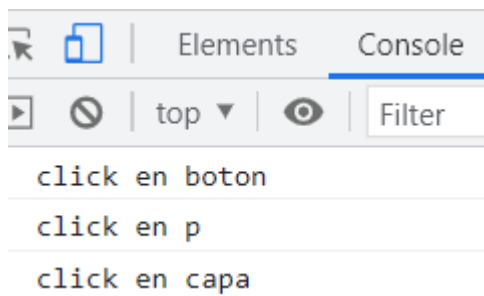 Elements Console
top Filter
click en boton
click en p
click en capa